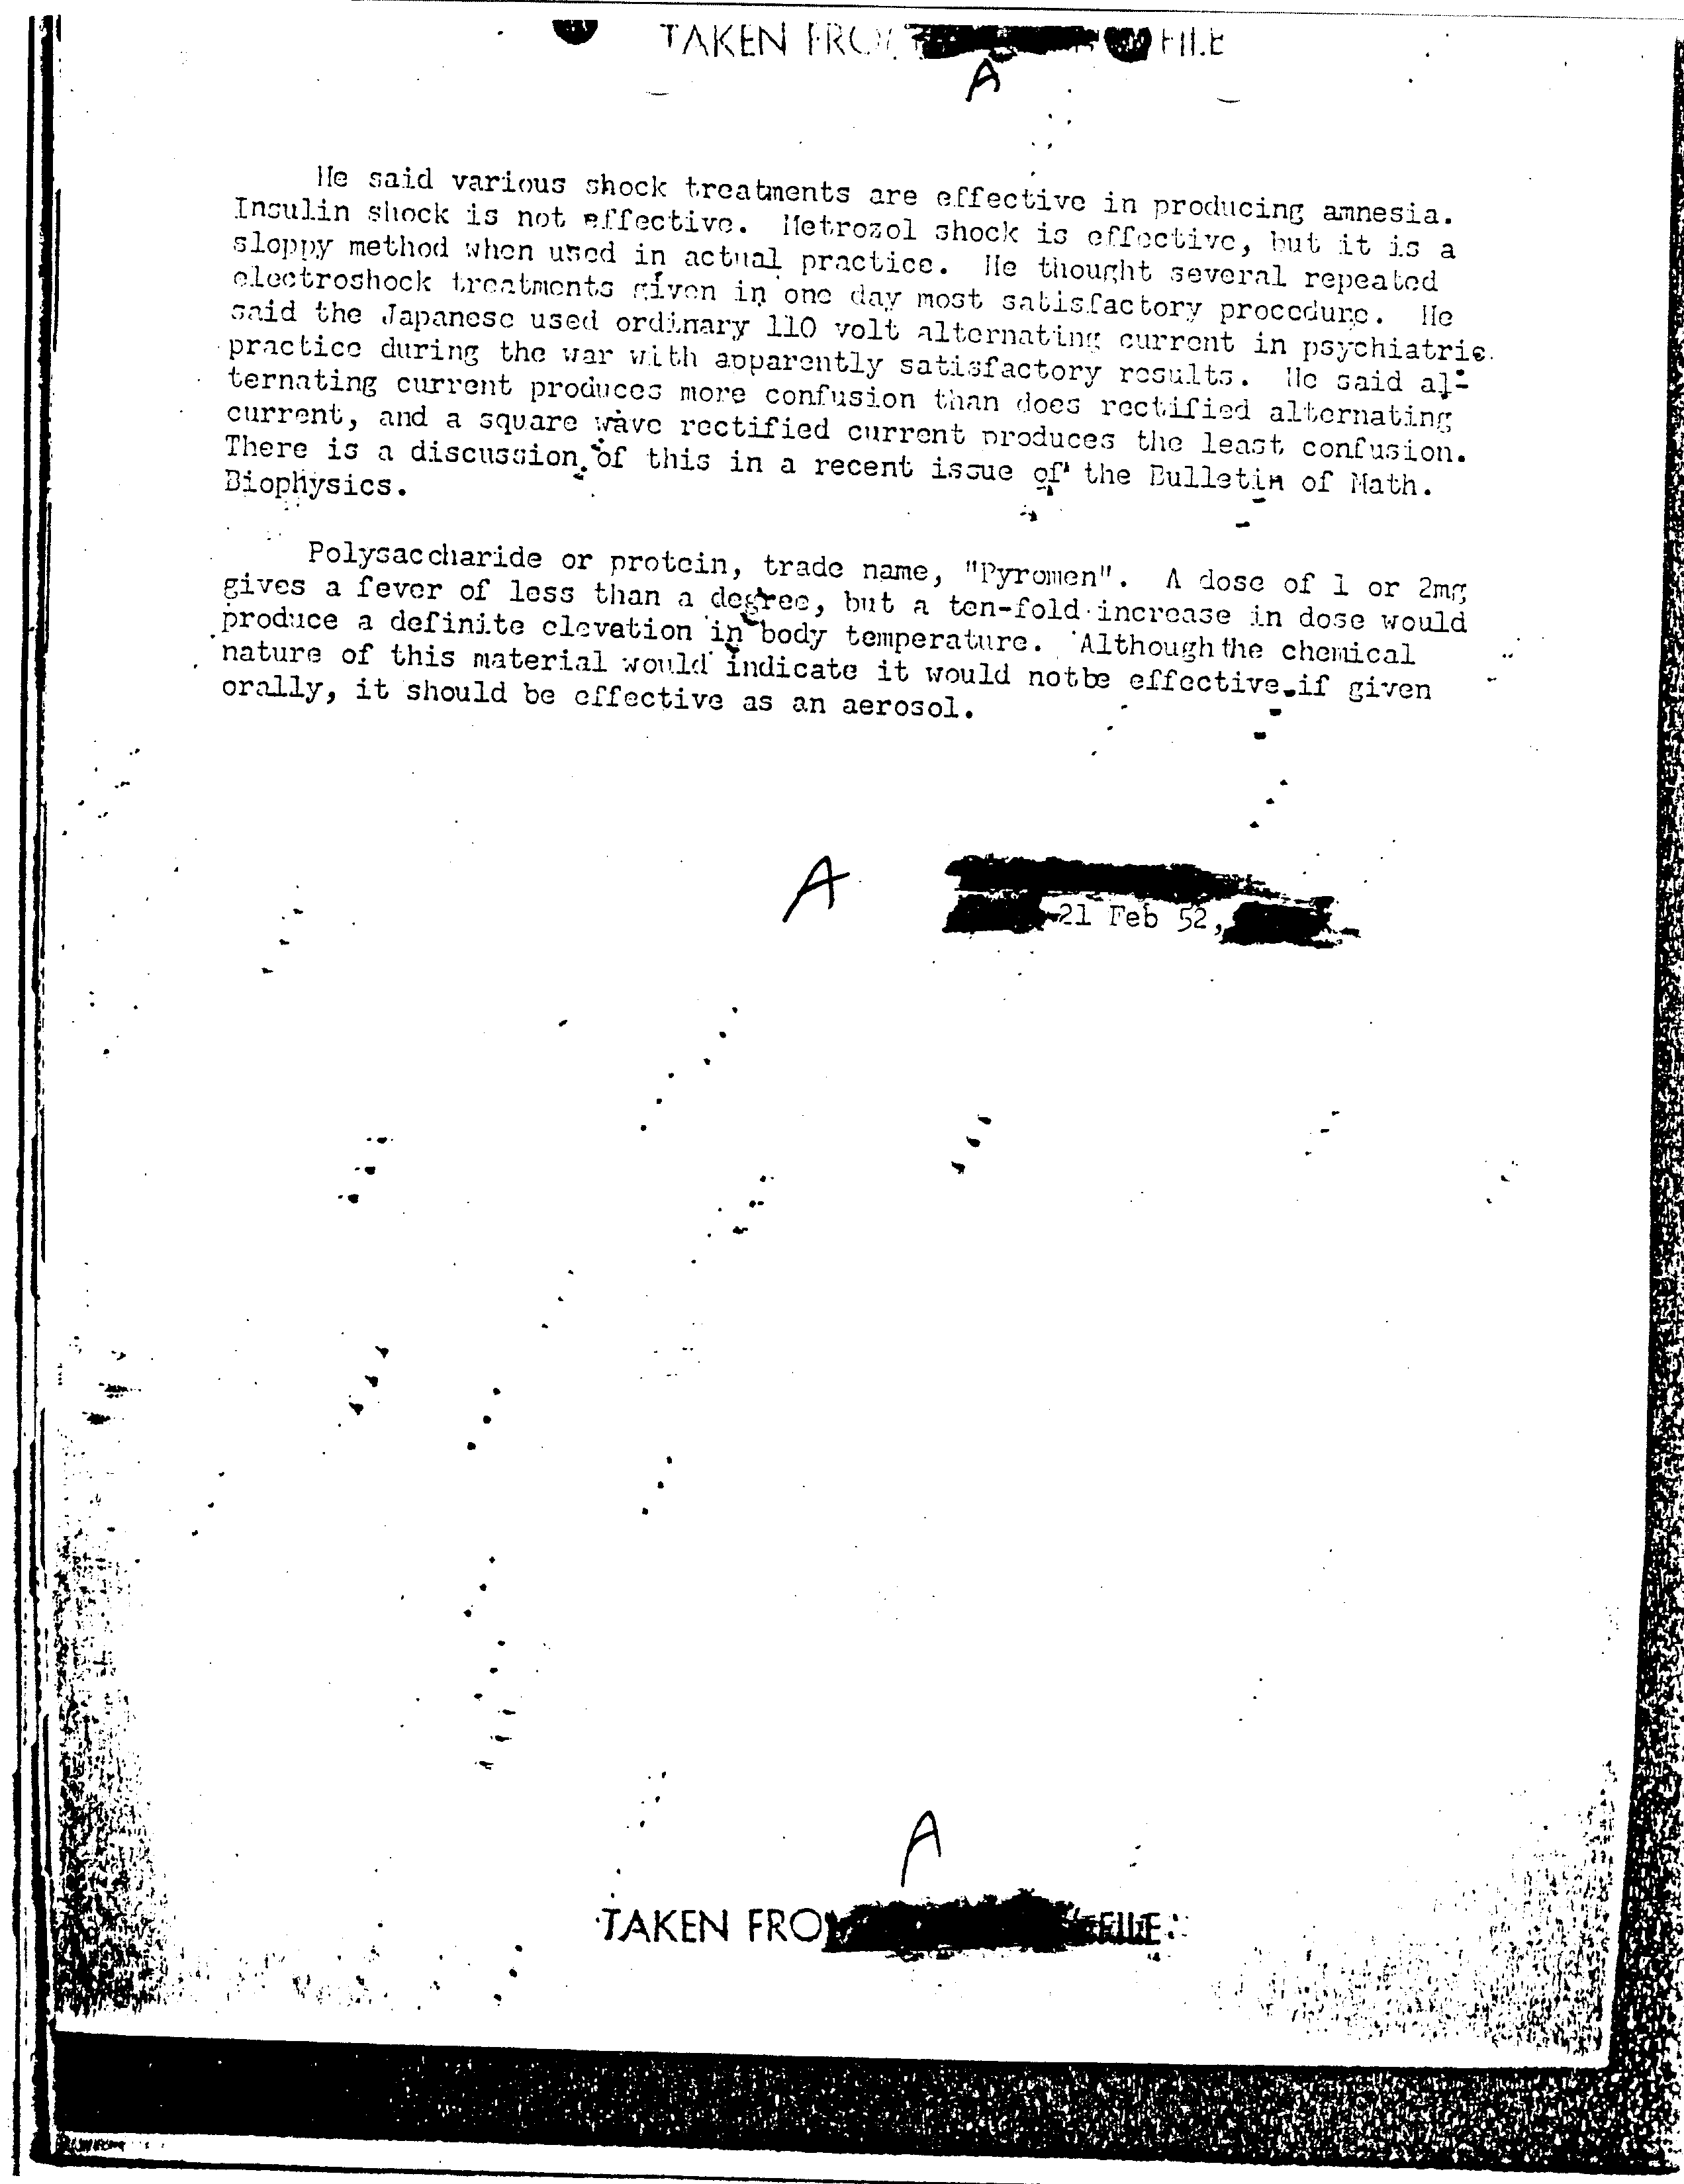 TAKEN FROM FILE
A
He said various shock treatments are effective in producing amnesia.
Insulin shock is not effective. Metrozol shock is effective, but it is a
sloppy method when used in actual practice. He thought several repeated
electroshock treatments given in one day most satisfactory procedure. He
said the Japanese used ordinary 110 volt alternating current in psychiatric
practice during the war with apparently satisfactory results. He said al-
ternating current produces more confusion than does rectified alternating
current, and a square wave rectified current produces the least confusion.
There is a discussion of this in a recent issue of the Bulletin of Math.
Biophysics.
Polysaccharide or protein, trade name, "Pyromen". A dose of 1 or 2mg
gives a fever of less than a degree, but a ten-fold increase in dose would
produce a definite elevation in body temperature. Although the chemical
nature of this material would indicate it would notbe effective if given
orally, it should be effective as an aerosol.
A
21 Feb 52,
A
TAKEN FROM FILE